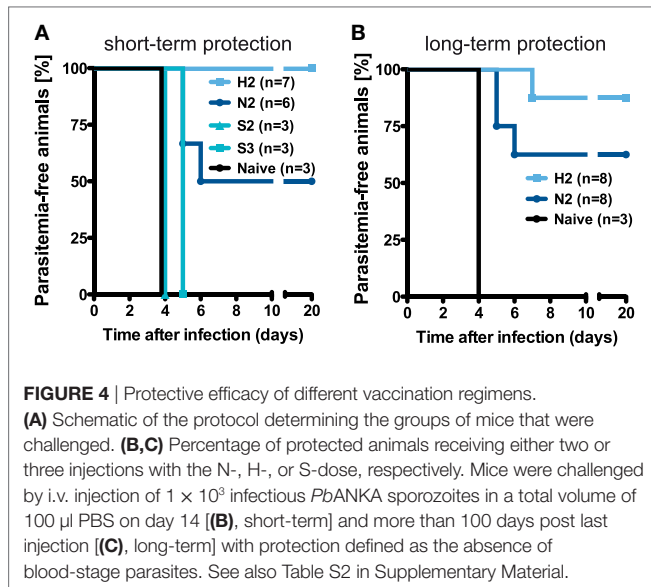 A
short-term protection
Parasitemia-free animals [%]
100
75
50
25
0
H2 (n=7)
N2 (n=6)
S2 (n=3)
S3 (n=3)
Naive (n=3)
0 2 4 6 8 10 20
Time after infection (days)
B
long-term protection
Parasitemia-free animals [%]
100
75
50
25
0
H2 (n=8)
N2 (n=8)
Naive (n=3)
0 2 4 6 8 10 20
Time after infection (days)
FIGURE 4 | Protective efficacy of different vaccination regimens.
(A) Schematic of the protocol determining the groups of mice that were
challenged. (B,C) Percentage of protected animals receiving either two or
three injections with the N-, H-, or S-dose, respectively. Mice were challenged
by i.v. injection of 1 × 10³ infectious PbANKA sporozoites in a total volume of
100 µl PBS on day 14 [(B), short-term] and more than 100 days post last
injection [(C), long-term] with protection defined as the absence of
blood-stage parasites. See also Table S2 in Supplementary Material.